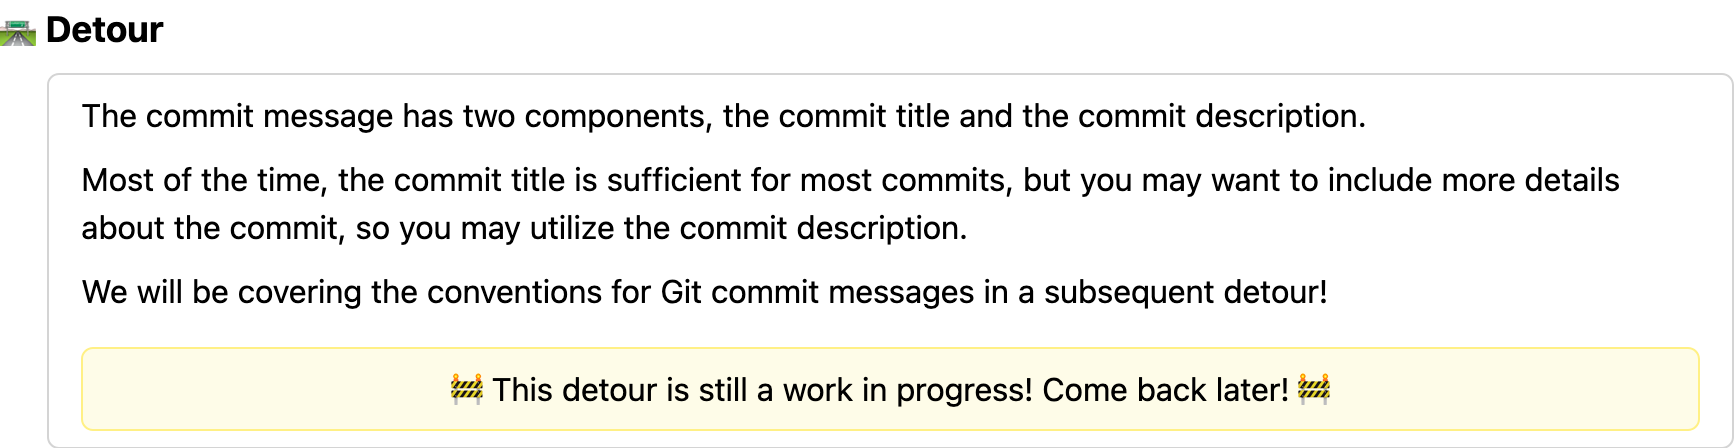 🛣️ Detour
The commit message has two components, the commit title and the commit description.
Most of the time, the commit title is sufficient for most commits, but you may want to include more details
about the commit, so you may utilize the commit description.
We will be covering the conventions for Git commit messages in a subsequent detour!
🚧 This detour is still a work in progress! Come back later! 🚧